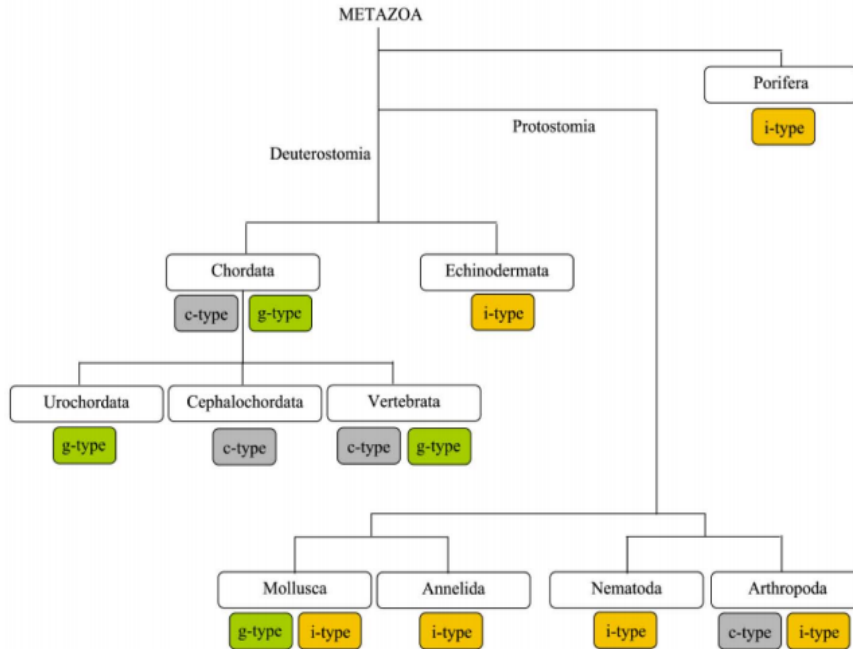 METAZOA
Porifera
i-type
Protostomia
Deuterostomia
Chordata Echinodermata
c-type g-type i-type
Urochordata Cephalochordata Vertebrata
g-type c-type c-type g-type
Mollusca Annelida Nematoda Arthropoda
g-type i-type i-type i-type c-type i-type